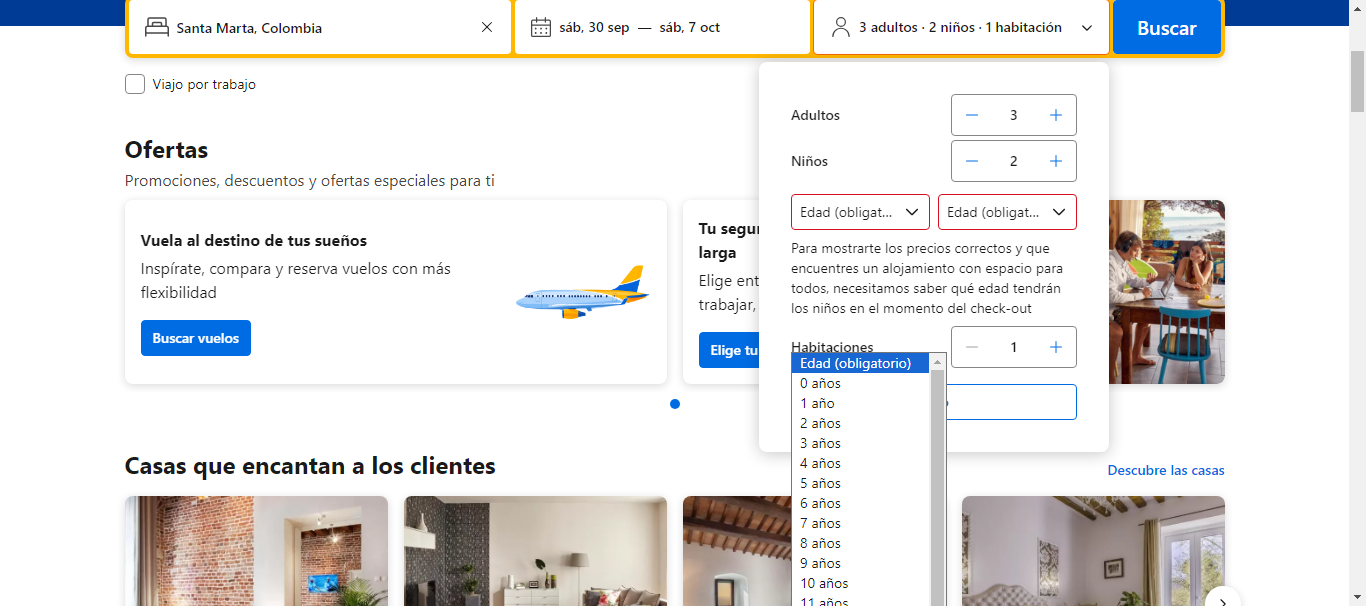 Santa Marta, Colombia
sáb, 30 sep — sáb, 7 oct
3 adultos · 2 niños · 1 habitación
Buscar
Viajo por trabajo
Adultos
3
Niños
2
Edad (obligat...
Edad (obligat...
Para mostrarte los precios correctos y que
encuentres un alojamiento con espacio para
todos, necesitamos saber qué edad tendrán
los niños en el momento del check-out
Habitaciones
1
Edad (obligatorio)
0 años
1 año
2 años
3 años
4 años
5 años
6 años
7 años
8 años
9 años
10 años
11 años
Ofertas
Promociones, descuentos y ofertas especiales para ti
Vuela al destino de tus sueños
Inspírate, compara y reserva vuelos con más
flexibilidad
Buscar vuelos
Tu segu
larga
Elige ent
trabajar,
Elige tu
Casas que encantan a los clientes
Descubre las casas